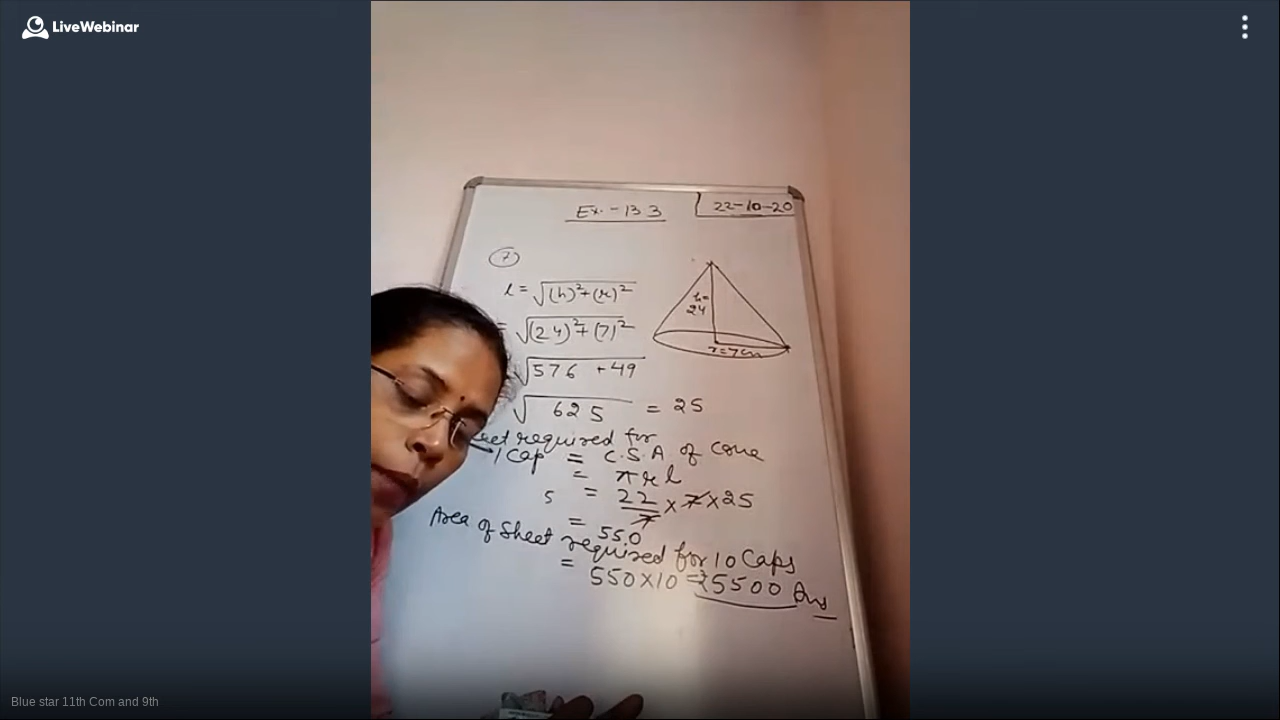 LiveWebinar
Ex. - 13.3
22-10-20
7
l = √(h)²+(r)²
= √(24)²+(7)²
√576 + 49
√625 = 25
required for
1 Cap = C.S.A of Cone
= πrl
h=
24
r=7cm
5 = 22/7 × 7 × 25
= 550
Area of Sheet required for 10 Caps
= 550×10 = 5500 Ans
Blue star 11th Com and 9th